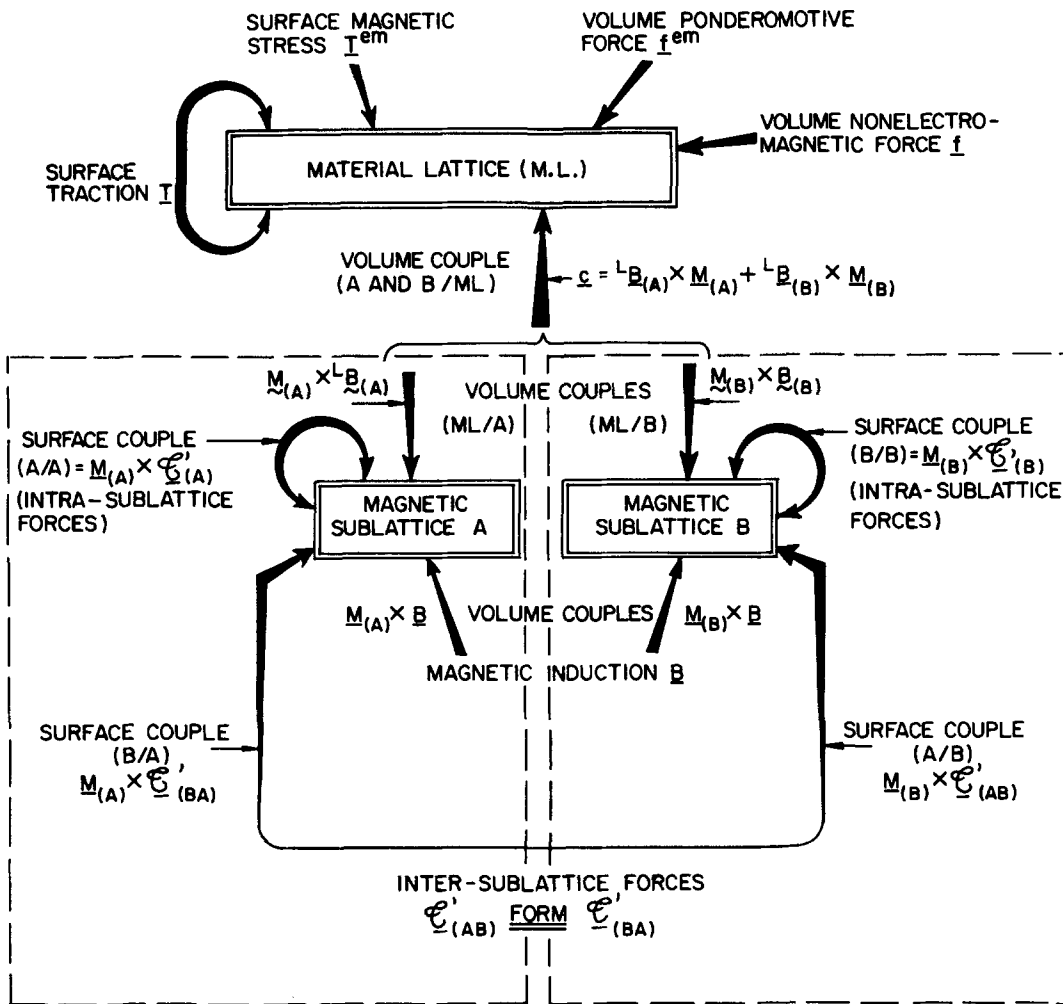 SURFACE MAGNETIC
STRESS T^em
VOLUME PONDEROMOTIVE
FORCE f^em
VOLUME NONELECTRO-
MAGNETIC FORCE f
SURFACE
TRACTION T
MATERIAL LATTICE (M.L.)
VOLUME COUPLE
(A AND B/ML)
c = ᴸB(A) × M(A) + ᴸB(B) × M(B)
M(A) × ᴸB(A)
VOLUME COUPLES
(ML/A) (ML/B)
M(B) × B(B)
SURFACE COUPLE
(A/A) = M(A) × 𝒞'(A)
(INTRA-SUBLATTICE
FORCES)
SURFACE COUPLE
(B/B) = M(B) × 𝒞'(B)
(INTRA-SUBLATTICE
FORCES)
MAGNETIC
SUBLATTICE A
MAGNETIC
SUBLATTICE B
M(A) × B
VOLUME COUPLES
M(B) × B
MAGNETIC INDUCTION B
SURFACE COUPLE
(B/A)
M(A) × 𝒞'(BA)
SURFACE COUPLE
(A/B)
M(B) × 𝒞'(AB)
INTER-SUBLATTICE FORCES
𝒞'(AB) FORM 𝒞'(BA)